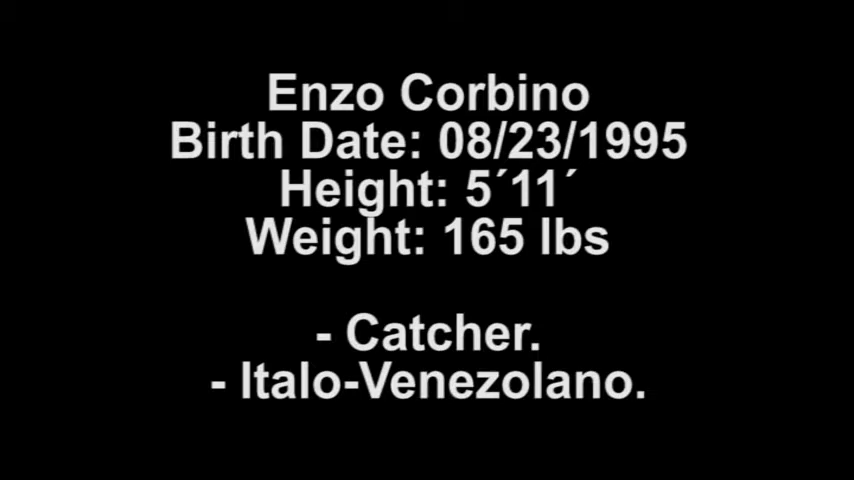 Enzo Corbino
Birth Date: 08/23/1995
Height: 5´11´
Weight: 165 lbs
- Catcher.
- Italo-Venezolano.